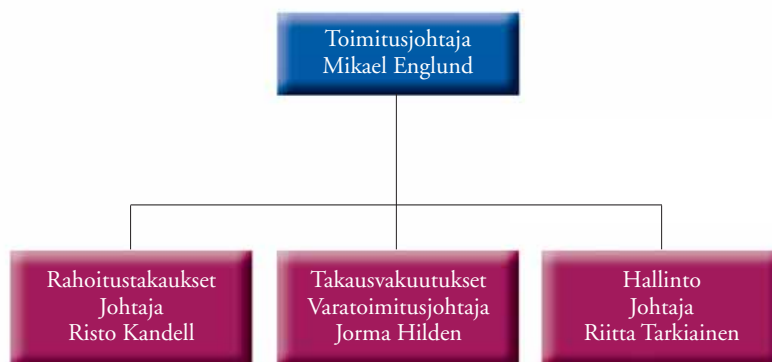 Toimitusjohtaja
Mikael Englund
Rahoitustakaukset
Johtaja
Risto Kandell
Takausvakuutukset
Varatoimitusjohtaja
Jorma Hilden
Hallinto
Johtaja
Riitta Tarkiainen